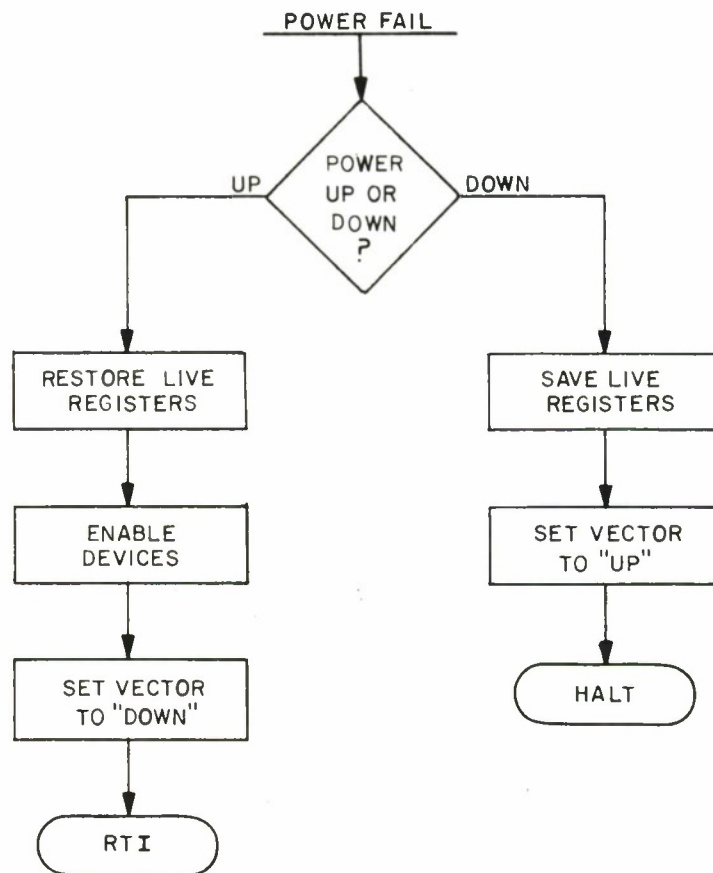 POWER FAIL
POWER
UP OR
DOWN
?
UP
DOWN
RESTORE LIVE
REGISTERS
ENABLE
DEVICES
SET VECTOR
TO "DOWN"
RTI
SAVE LIVE
REGISTERS
SET VECTOR
TO "UP"
HALT